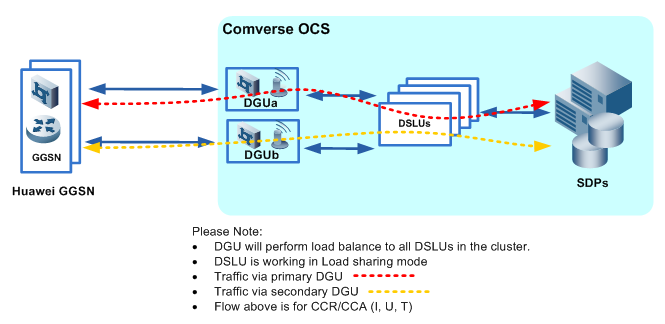 Comverse OCS
DGUa
GGSN
DGUb
DSLUs
Huawei GGSN
SDPs
Please Note:
• DGU will perform load balance to all DSLUs in the cluster.
• DSLU is working in Load sharing mode
• Traffic via primary DGU
• Traffic via secondary DGU
• Flow above is for CCR/CCA (I, U, T)